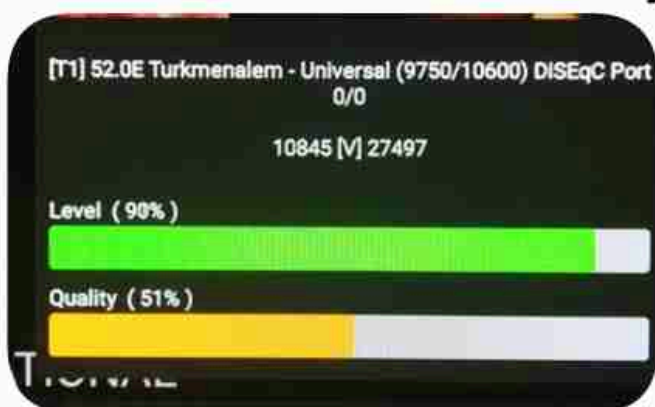 [T1] 52.0E Turkmenalem - Universal (9750/10600) DISEqC Port
0/0
10845 [V] 27497
Level ( 90% )
Quality ( 51% )